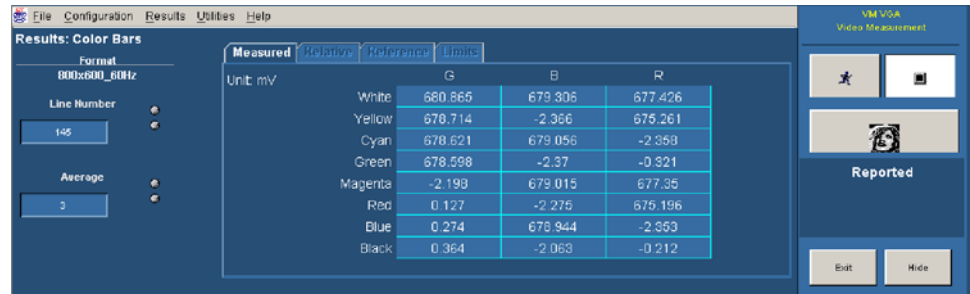 File Configuration Results Utilities Help
VM VGA
Video Measurement
Results: Color Bars
Format
800x600_60Hz
Line Number
145
Average
3
Measured Relative Reference Limits
Unit: mV G B R
White 680.865 679.306 677.426
Yellow 678.714 -2.366 675.261
Cyan 678.621 679.056 -2.358
Green 678.598 -2.37 -0.321
Magenta -2.198 679.015 677.35
Red 0.127 -2.275 675.196
Blue 0.274 678.944 -2.353
Black 0.364 -2.063 -0.212
Reported
Exit Hide